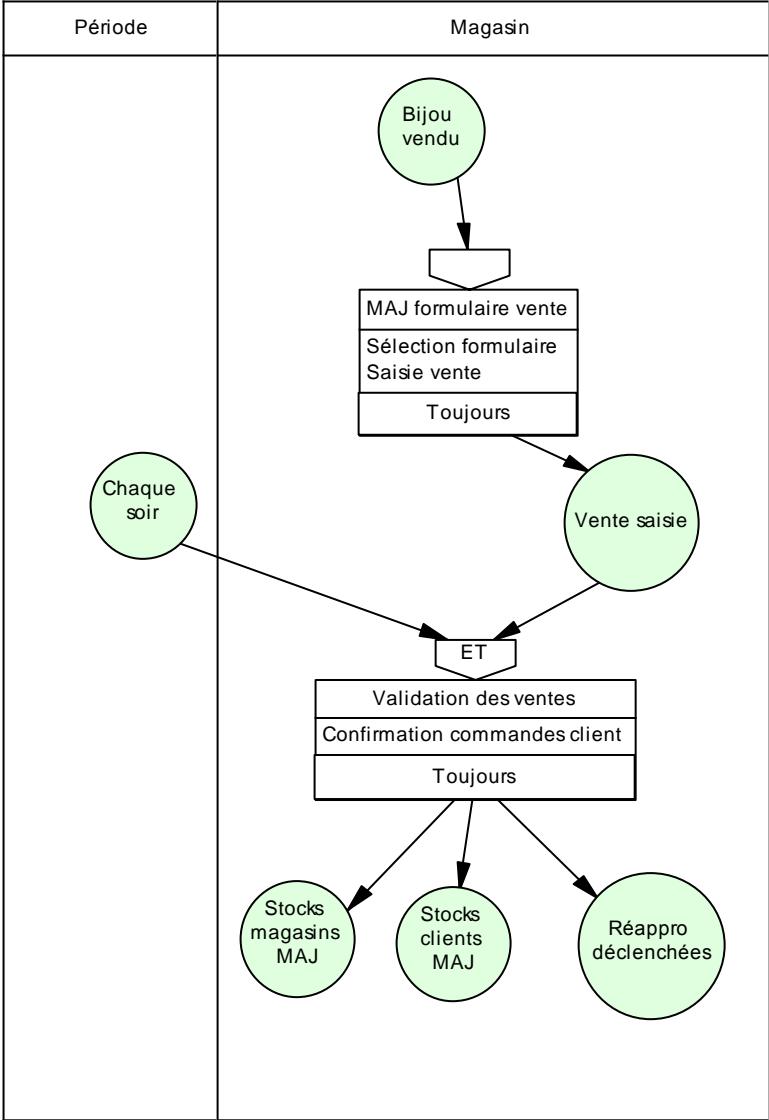 Période
Magasin
Bijou
vendu
MAJ formulaire vente
Sélection formulaire
Saisie vente
Toujours
Chaque
soir
Vente saisie
ET
Validation des ventes
Confirmation commandes client
Toujours
Stocks
magasins
MAJ
Stocks
clients
MAJ
Réappro
déclenchées